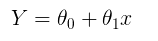 Y = θ₀ + θ₁x